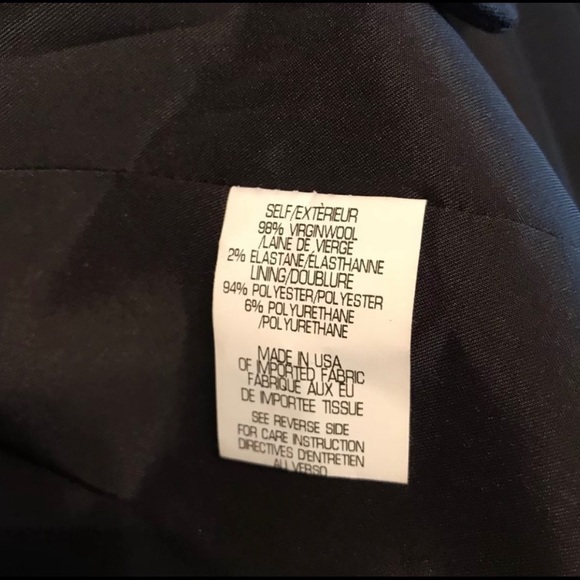 SELF/EXTÈRIEUR
98% VIRGINWOOL
/LAINE DE VIERGE
2% ELASTANE/ÉLASTHANNE
LINING/DOUBLURE
94% POLYESTER/POLYESTER
6% POLYURETHANE
/POLYURETHANE
MADE IN USA
OF IMPORTED FABRIC
FABRIQUE AUX EU
DE IMPORTEE TISSUE
SEE REVERSE SIDE
FOR CARE INSTRUCTION
DIRECTIVES D'ENTRETIEN
AU VERSO